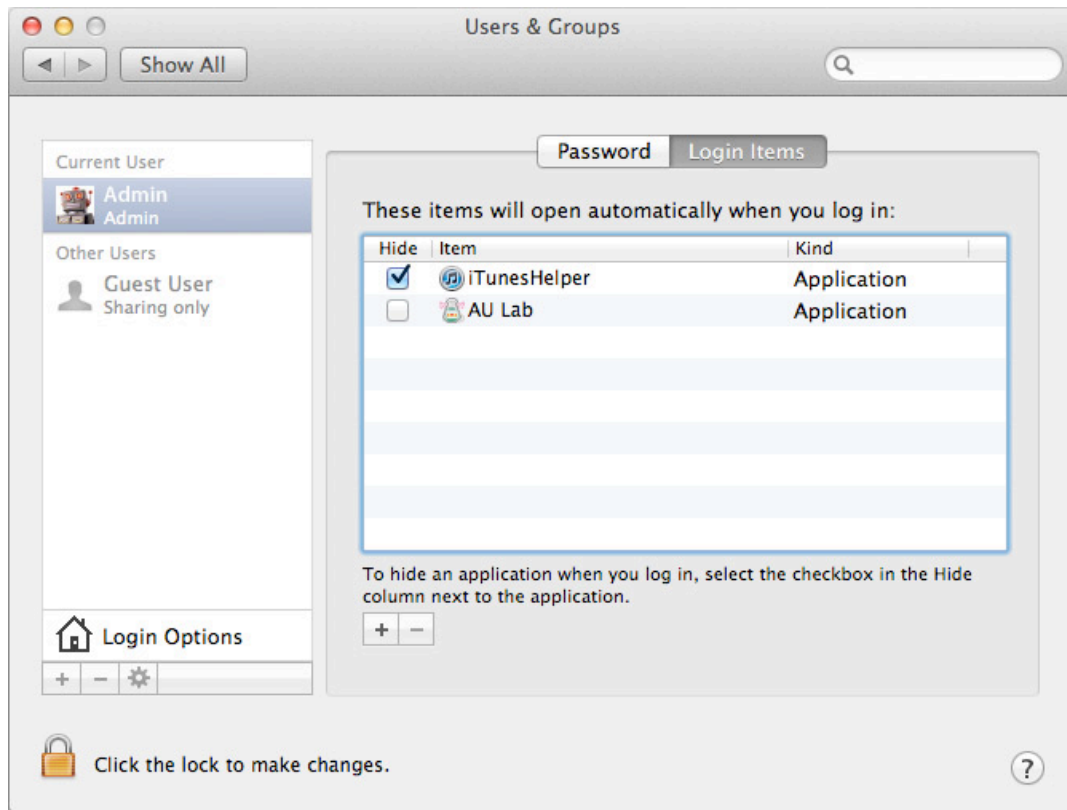 Users & Groups
Show All
Current User
Admin
Admin
Other Users
Guest User
Sharing only
Login Options
Password
Login Items
These items will open automatically when you log in:
Hide Item Kind
iTunesHelper Application
AU Lab Application
To hide an application when you log in, select the checkbox in the Hide
column next to the application.
Click the lock to make changes.
?